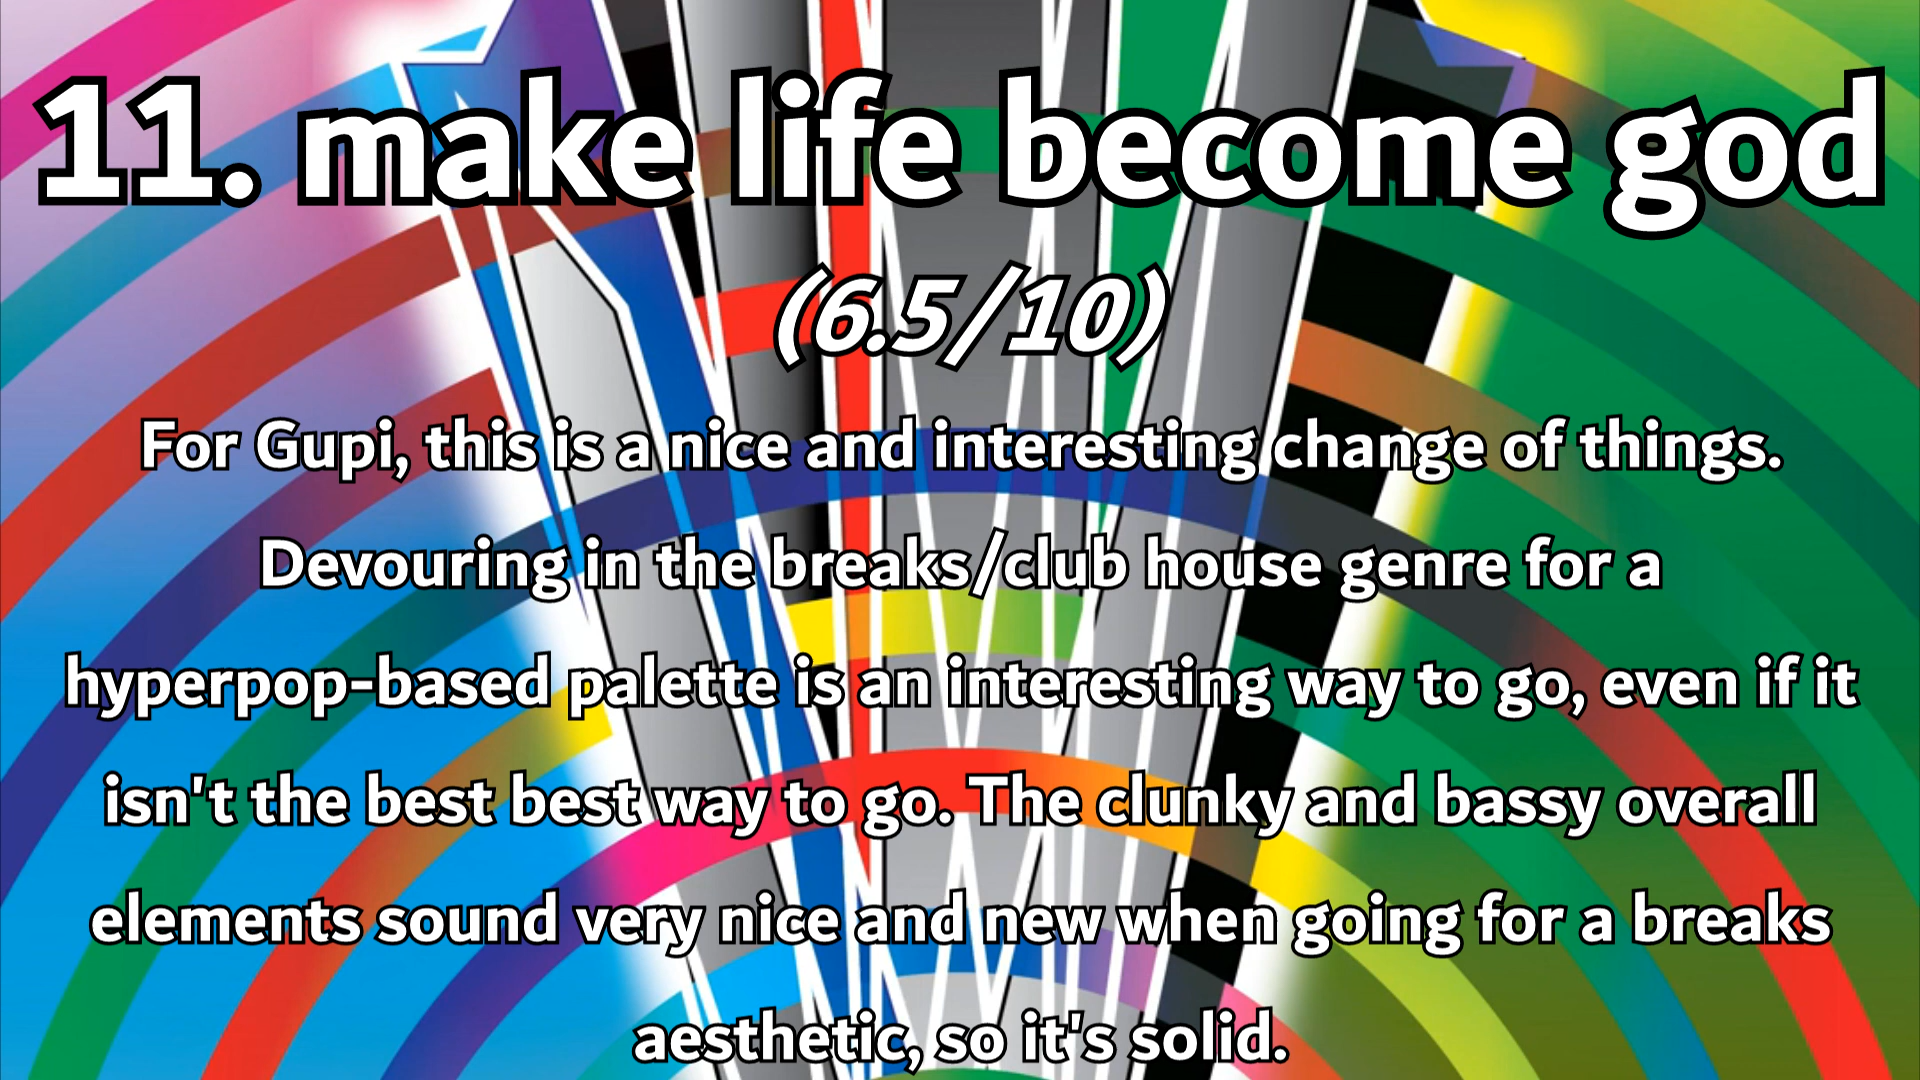 11. make life become god
(6.5/10)
For Gupi, this is a nice and interesting change of things.
Devouring in the breaks/club house genre for a
hyperpop-based palette is an interesting way to go, even if it
isn't the best best way to go. The clunky and bassy overall
elements sound very nice and new when going for a breaks
aesthetic, so it's solid.